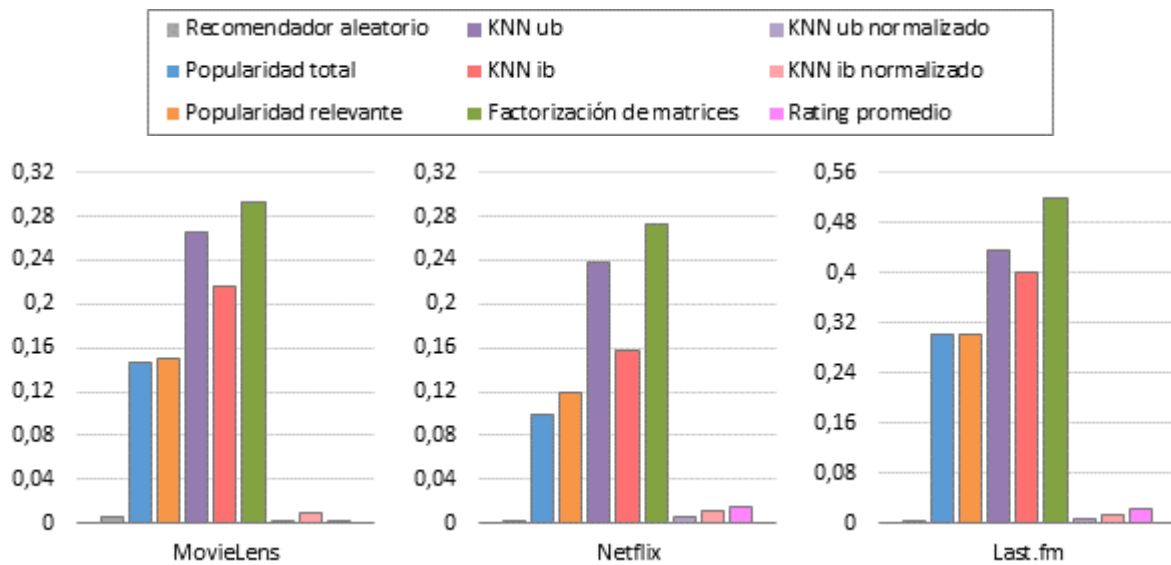 Recomendador aleatorio KNN ub KNN ub normalizado
Popularidad total KNN ib KNN ib normalizado
Popularidad relevante Factorización de matrices Rating promedio
0,32 0,32 0,56
0,28 0,28 0,48
0,24 0,24 0,4
0,2 0,2 0,32
0,16 0,16 0,24
0,12 0,12 0,16
0,08 0,08 0,08
0,04 0,04
0 0 0
MovieLens Netflix Last.fm